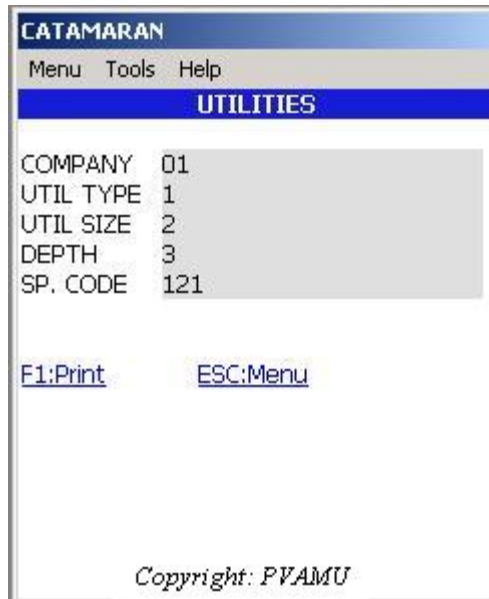 CATAMARAN
Menu Tools Help
UTILITIES
COMPANY 01
UTIL TYPE 1
UTIL SIZE 2
DEPTH 3
SP. CODE 121
F1:Print ESC:Menu
Copyright: PVAMU